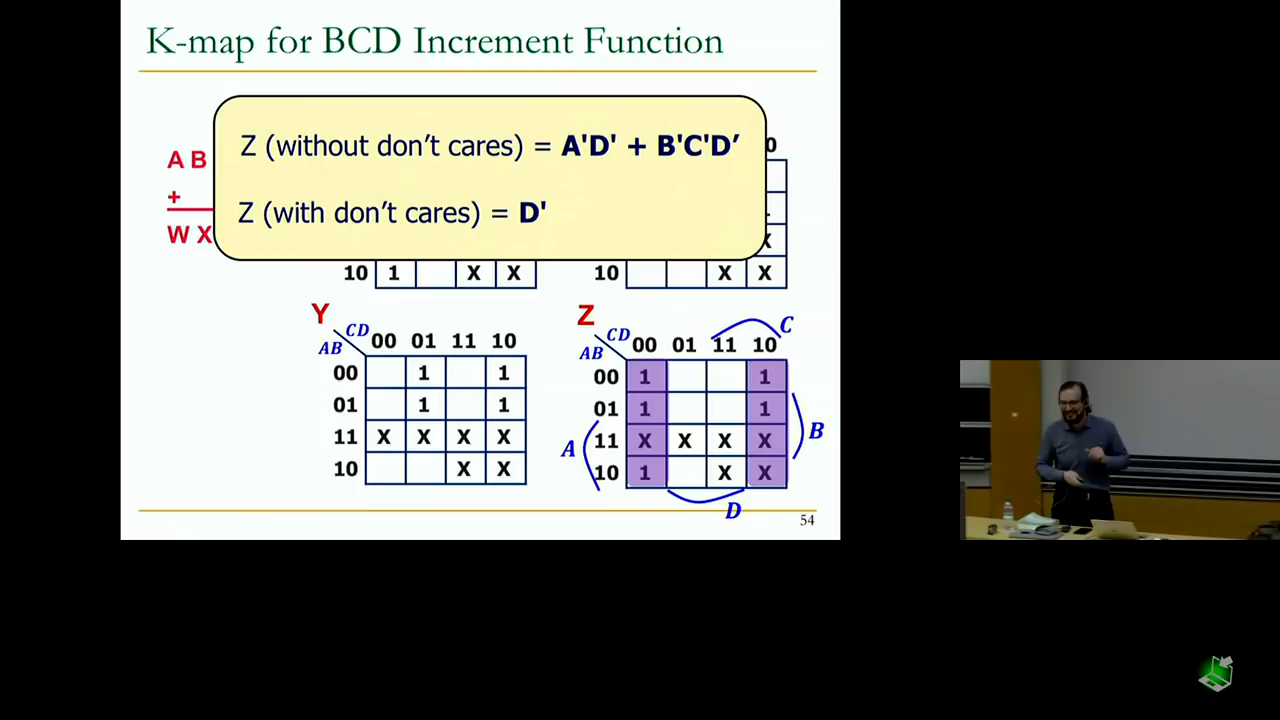 K-map for BCD Increment Function
Z (without don’t cares) = A'D' + B'C'D’
Z (with don’t cares) = D'
A B
+
W X
0
X
10 1 X X
10 X X
Y
CD
AB
00 01 11 10
00 1 1
01 1 1
11 X X X X
10 X X
Z
CD
AB
00 01 11 10
C
00 1 1
01 1 1
B
A
11 X X X X
10 1 X X
D
54